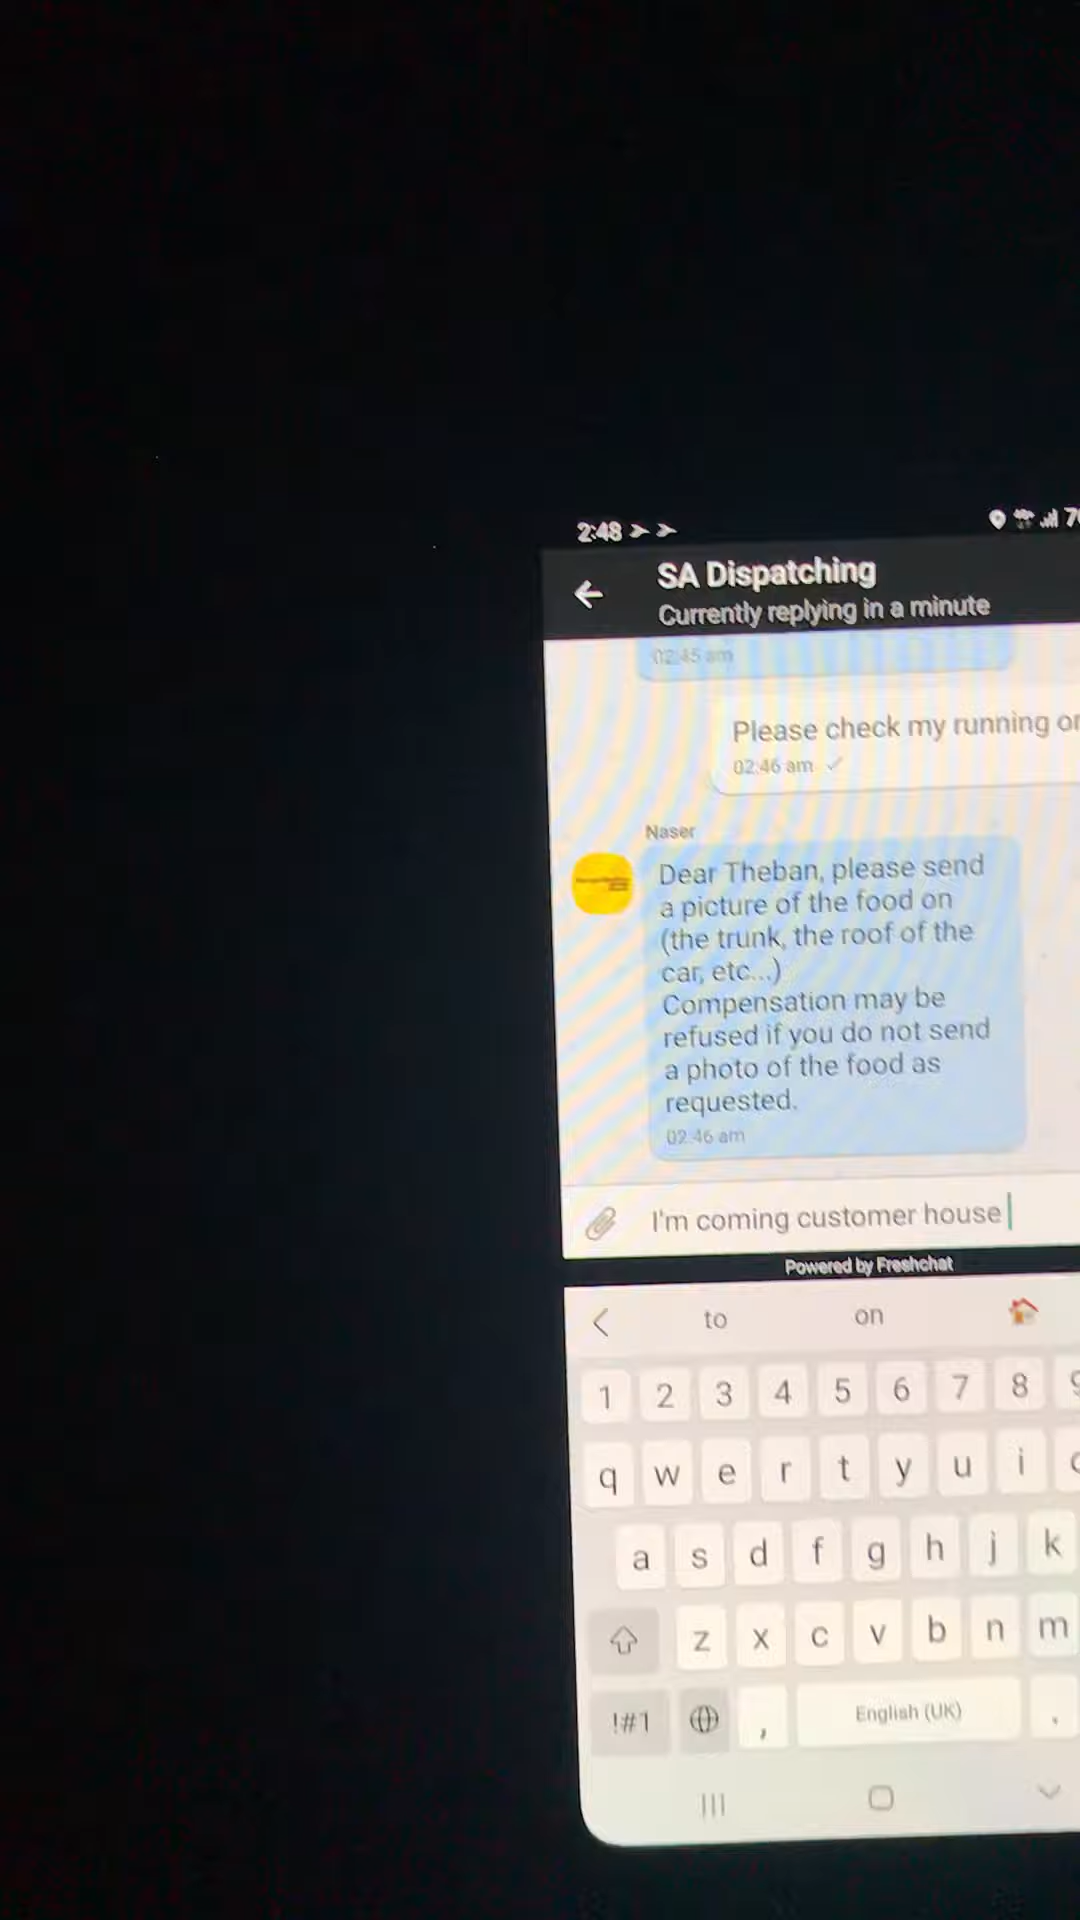 2:48
SA Dispatching
Currently replying in a minute
02:45 am
Please check my running
02:46 am
Naser
Dear Theban, please send
a picture of the food on
(the trunk, the roof of the
car, etc...)
Compensation may be
refused if you do not send
a photo of the food as
requested.
02:46 am
I'm coming customer house
Powered by Freshchat
to on
1 2 3 4 5 6 7 8
q w e r t y u i
a s d f g h j k
z x c v b n m
!#1 , English (UK) .